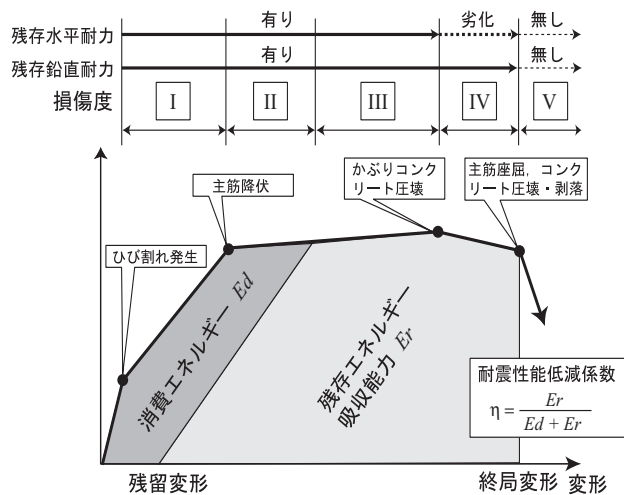 残存水平耐力
有り
劣化
無し
残存鉛直耐力
有り
無し
損傷度
I
II
III
IV
V
主筋降伏
かぶりコンク
リート圧壊
主筋座屈，コンク
リート圧壊・剥落
ひび割れ発生
消費エネルギー Ed
残存エネルギー
吸収能力 Er
耐震性能低減係数
η = Er / Ed + Er
残留変形
終局変形
変形